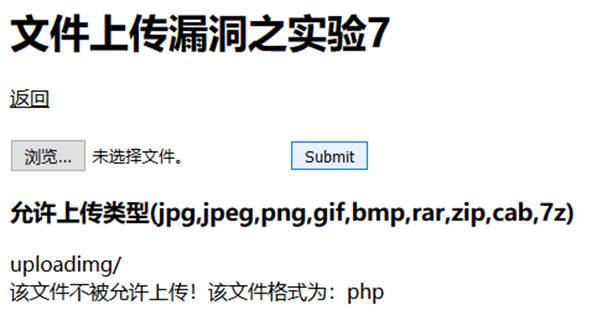 文件上传漏洞之实验7
返回
浏览... 未选择文件。 Submit
允许上传类型(jpg,jpeg,png,gif,bmp,rar,zip,cab,7z)
uploadimg/
该文件不被允许上传！该文件格式为：php